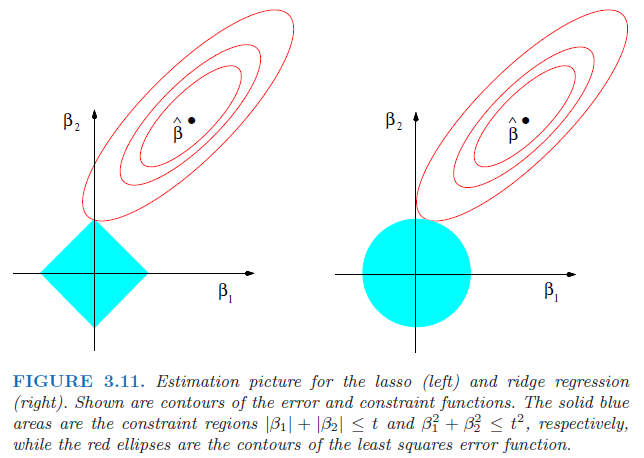 β₂
β̂
β₁
β₂
β̂
β₁
FIGURE 3.11. Estimation picture for the lasso (left) and ridge regression
(right). Shown are contours of the error and constraint functions. The solid blue
areas are the constraint regions |β₁| + |β₂| ≤ t and β₁² + β₂² ≤ t², respectively,
while the red ellipses are the contours of the least squares error function.